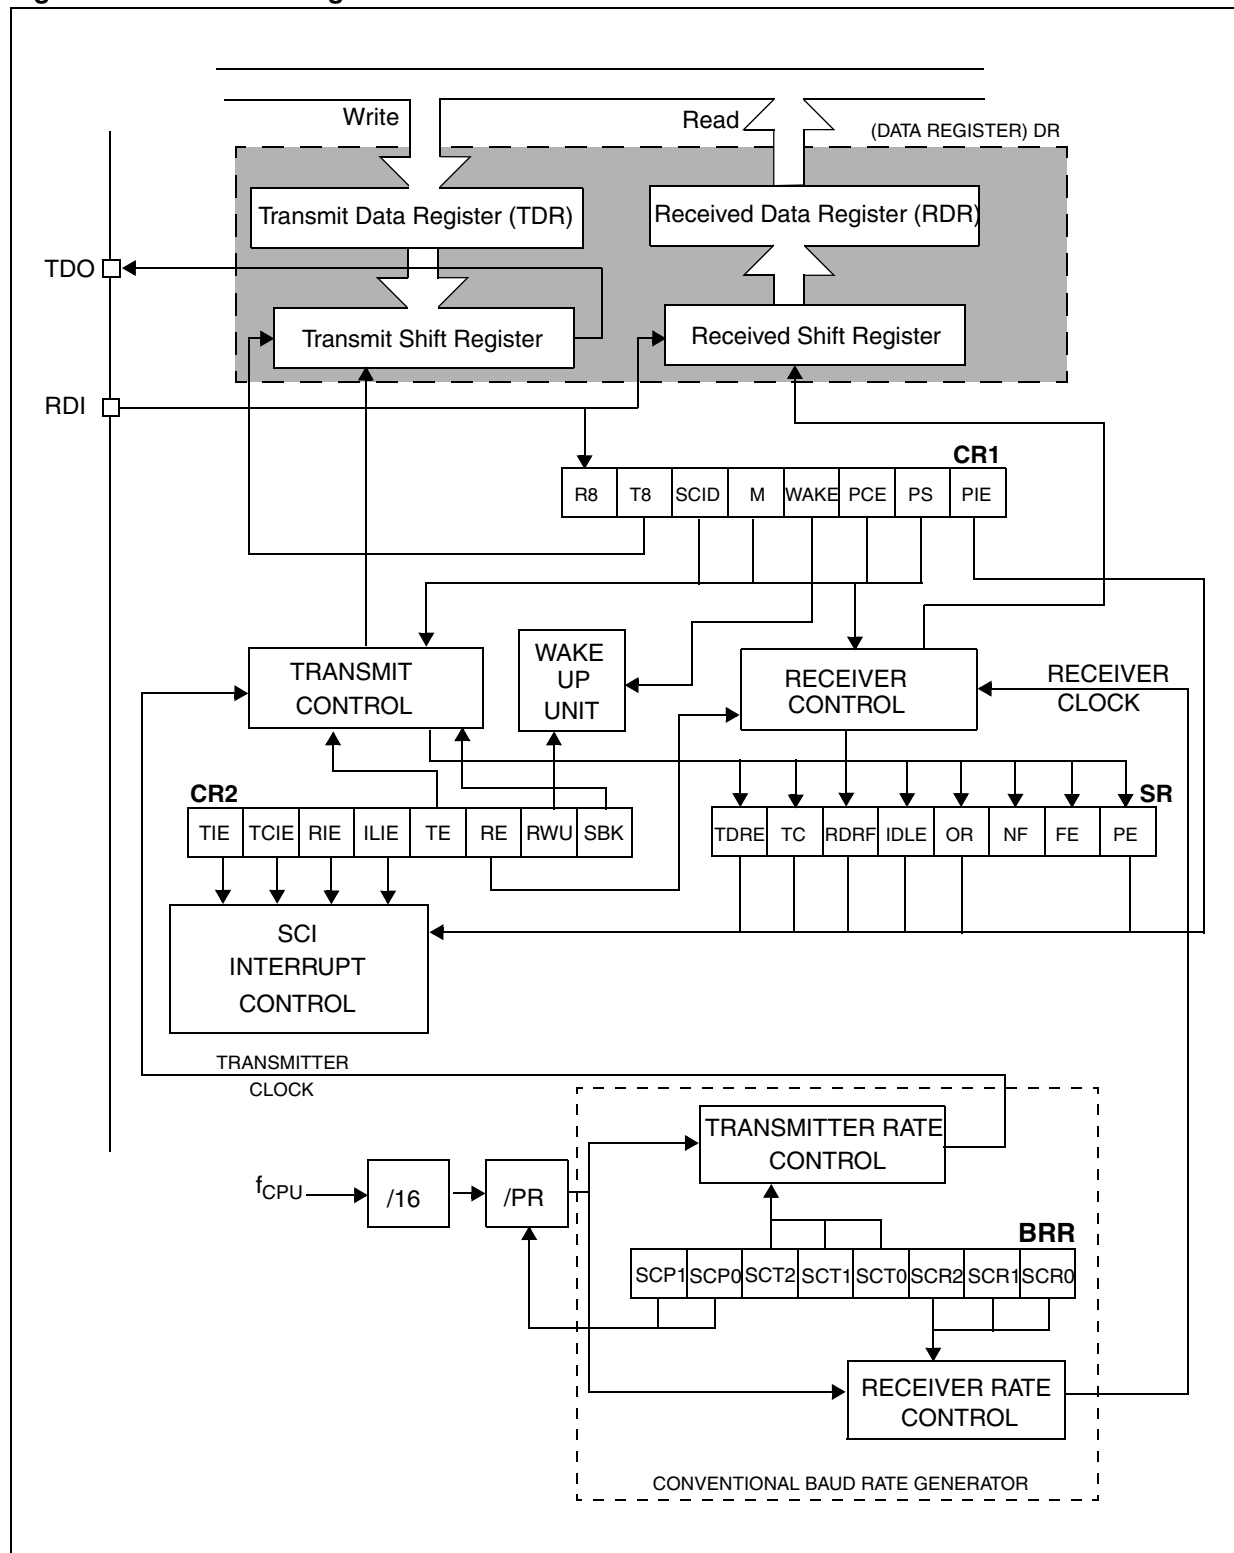 Write
Read
(DATA REGISTER) DR
Transmit Data Register (TDR)
Received Data Register (RDR)
TDO
Transmit Shift Register
Received Shift Register
RDI
CR1
R8 T8 SCID M WAKE PCE PS PIE
TRANSMIT
CONTROL
WAKE
UP
UNIT
RECEIVER
CONTROL
RECEIVER
CLOCK
CR2
TIE TCIE RIE ILIE TE RE RWU SBK
SR
TDRE TC RDRF IDLE OR NF FE PE
SCI
INTERRUPT
CONTROL
TRANSMITTER
CLOCK
TRANSMITTER RATE
CONTROL
fCPU
/16
/PR
BRR
SCP1 SCP0 SCT2 SCT1 SCT0 SCR2 SCR1 SCR0
RECEIVER RATE
CONTROL
CONVENTIONAL BAUD RATE GENERATOR